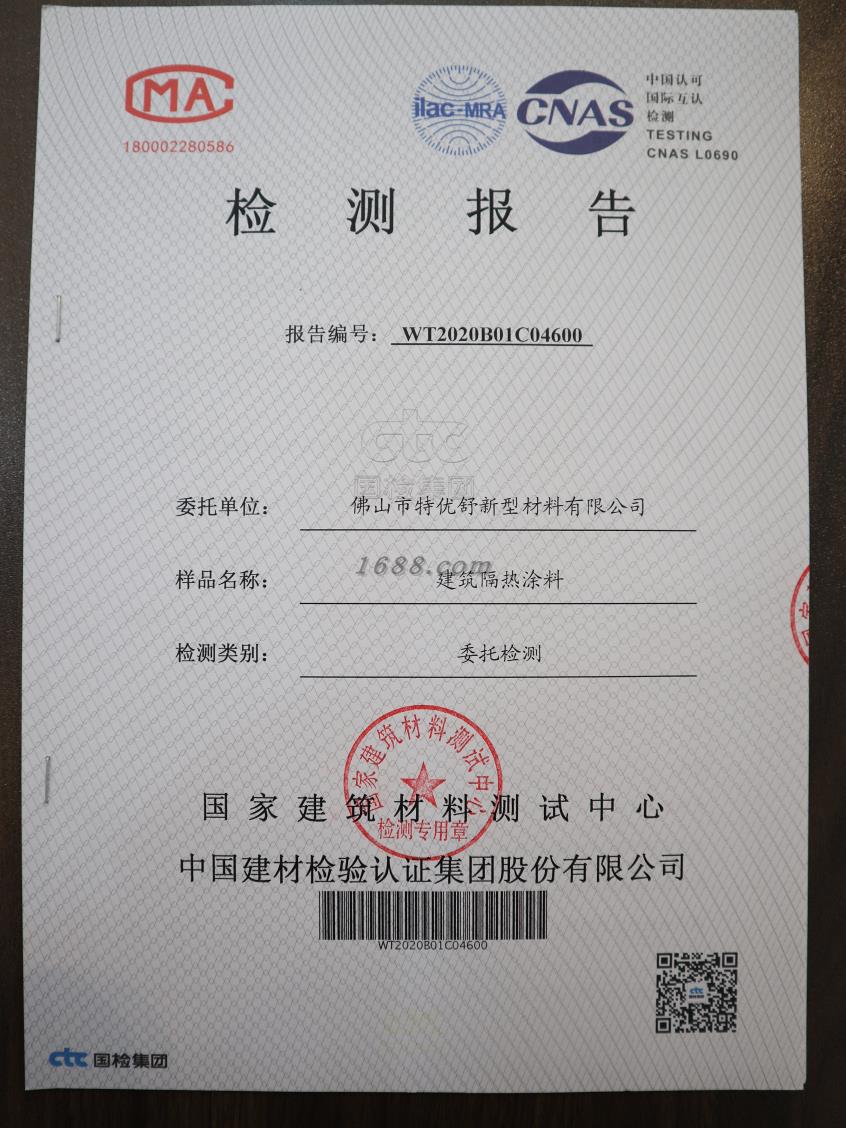 MA
180002280586
ilac-MRA
CNAS
中国认可
国际互认
检测
TESTING
CNAS L0690
检测报告
报告编号：WT2020B01C04600
ctc
国检集团
委托单位：佛山市特优舒新型材料有限公司
1688.com
样品名称：建筑隔热涂料
检测类别：委托检测
国家建筑材料测试中心
检测专用章
国家建筑材料测试中心
中国建材检验认证集团股份有限公司
WT2020B01C04600
ctc
ctc 国检集团